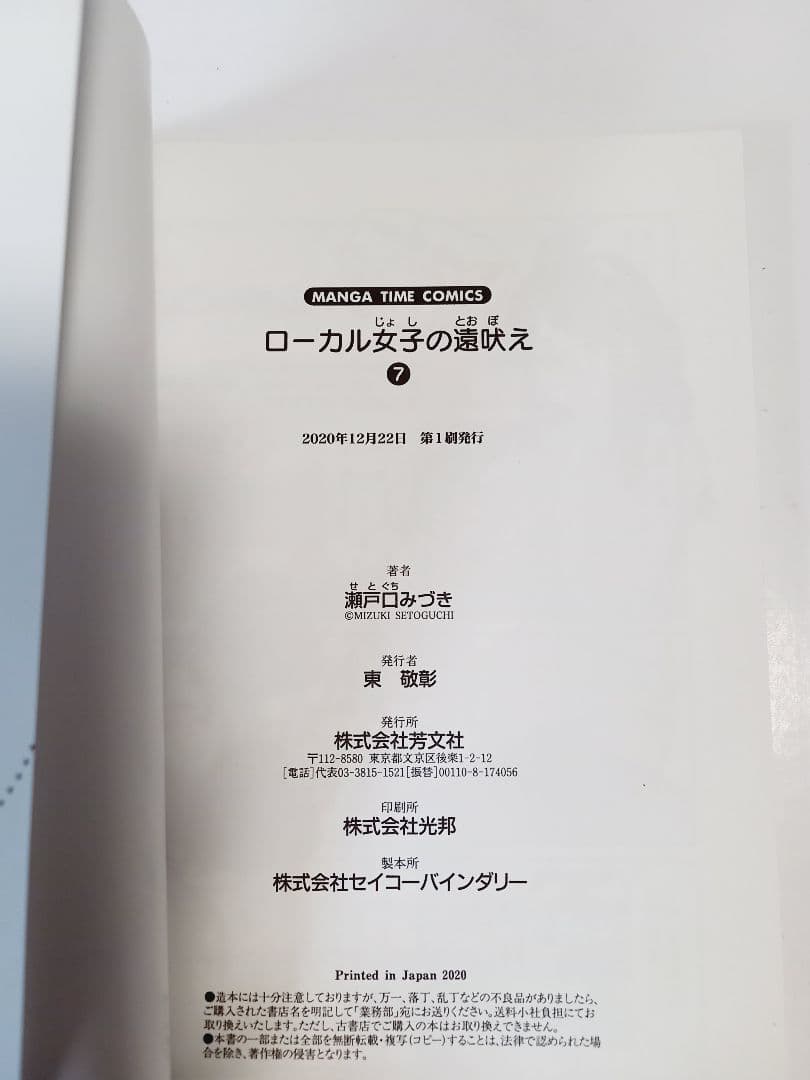 MANGA TIME COMICS
じょし とおぼ
ローカル女子の遠吠え
7
2020年12月22日 第1刷発行
著者
せとぐち
瀬戸口みづき
©MIZUKI SETOGUCHI
発行者
東 敬彰
発行所
株式会社芳文社
〒112-8580 東京都文京区後楽1-2-12
[電話]代表03-3815-1521[振替]00110-8-174056
印刷所
株式会社光邦
製本所
株式会社セイコーバインダリー
Printed in Japan 2020
●造本には十分注意しておりますが、万一、落丁、乱丁などの不良品がありましたら、
ご購入された書店名を明記して「業務部」宛にお送りください。送料小社負担にてお
取り換えいたします。ただし、古書店でご購入の本はお取り換えできません。
●本書の一部または全部を無断転載・複写(コピー)することは、法律で認められた場
合を除き、著作権の侵害となります。